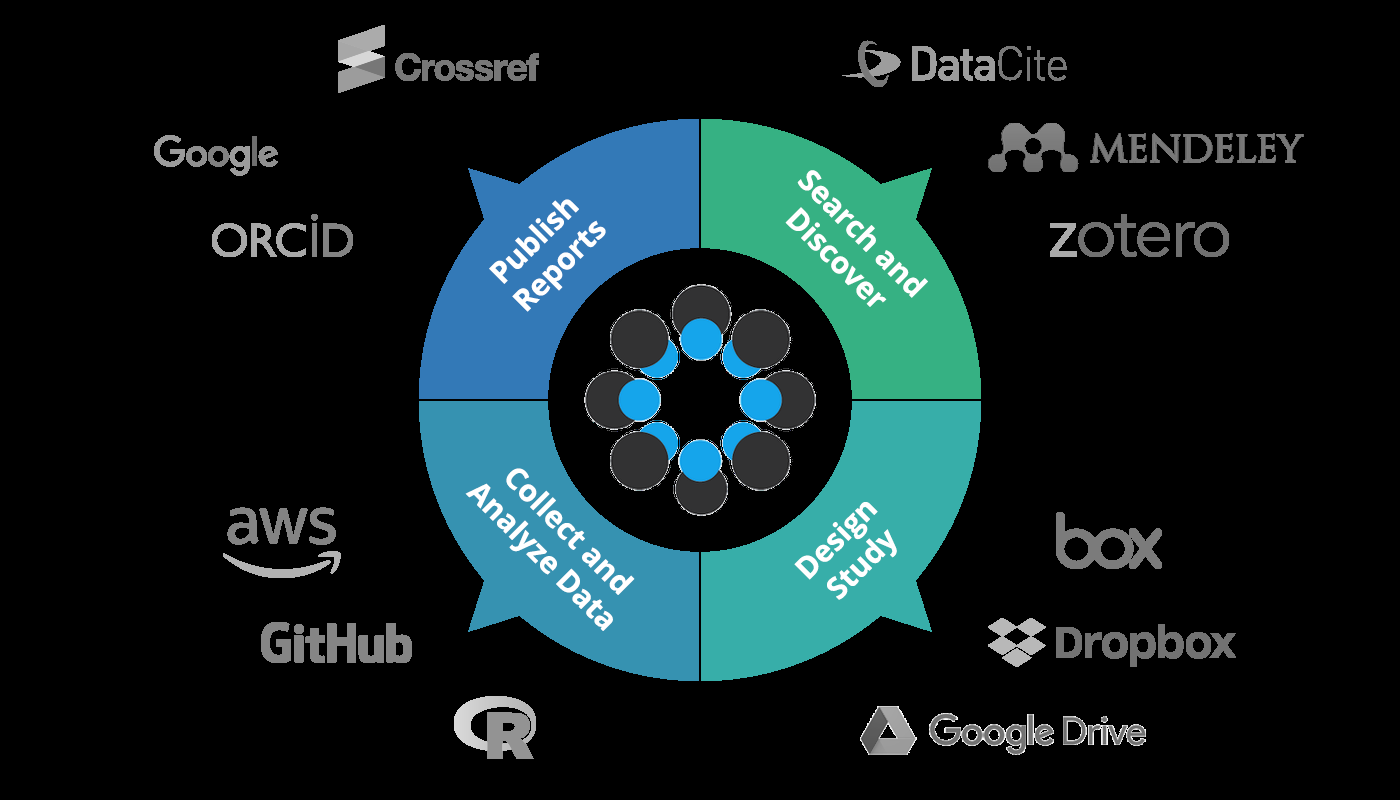 Crossref
DataCite
Google
MENDELEY
ORCID
zotero
Publish
Reports
Search and
Discover
Collect and
Analyze Data
Design
Study
aws
box
GitHub
Dropbox
R
Google Drive